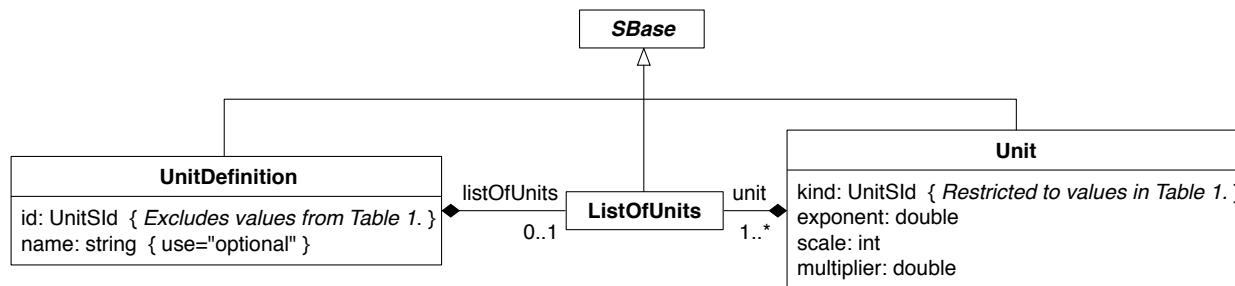 SBase
UnitDefinition
id: UnitSId { Excludes values from Table 1. }
name: string { use="optional" }
listOfUnits
0..1
ListOfUnits
unit
1..*
Unit
kind: UnitSId { Restricted to values in Table 1. }
exponent: double
scale: int
multiplier: double